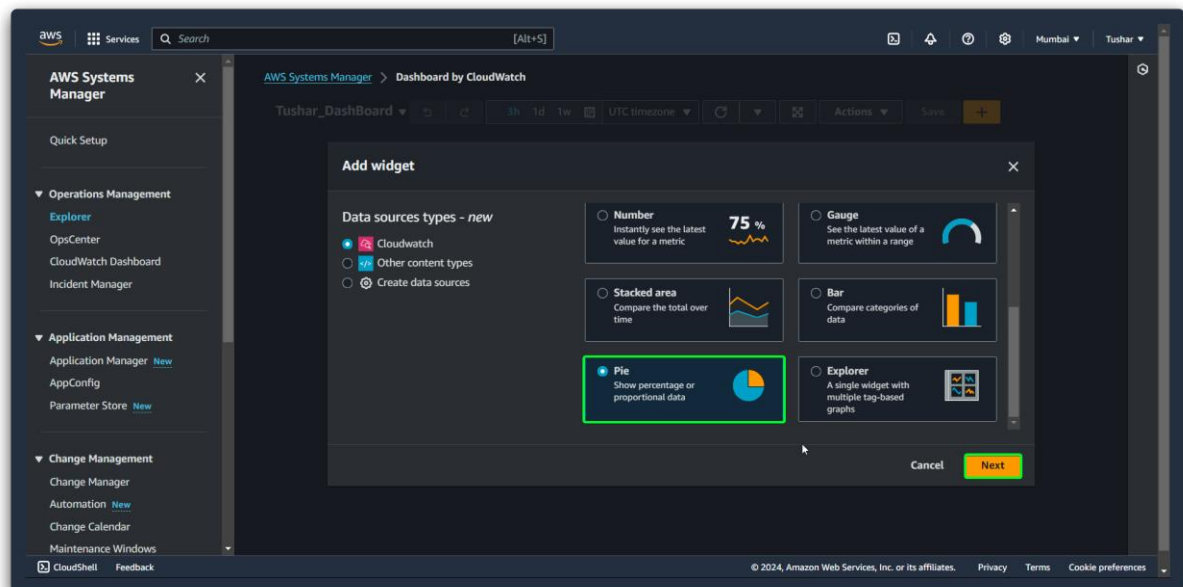 aws
Services
Search
[Alt+S]
Mumbai
Tushar
AWS Systems
Manager
Quick Setup
Operations Management
Explorer
OpsCenter
CloudWatch Dashboard
Incident Manager
Application Management
Application Manager New
AppConfig
Parameter Store New
Change Management
Change Manager
Automation New
Change Calendar
Maintenance Windows
AWS Systems Manager > Dashboard by CloudWatch
Tushar_DashBoard
3h 1d 1w
UTC timezone
Actions
Save
Add widget
Data sources types - new
Cloudwatch
Other content types
Create data sources
Number
Instantly see the latest
value for a metric
75 %
Gauge
See the latest value of a
metric within a range
Stacked area
Compare the total over
time
Bar
Compare categories of
data
Pie
Show percentage or
proportional data
Explorer
A single widget with
multiple tag-based
graphs
Cancel
Next
CloudShell
Feedback
© 2024, Amazon Web Services, Inc. or its affiliates.
Privacy
Terms
Cookie preferences